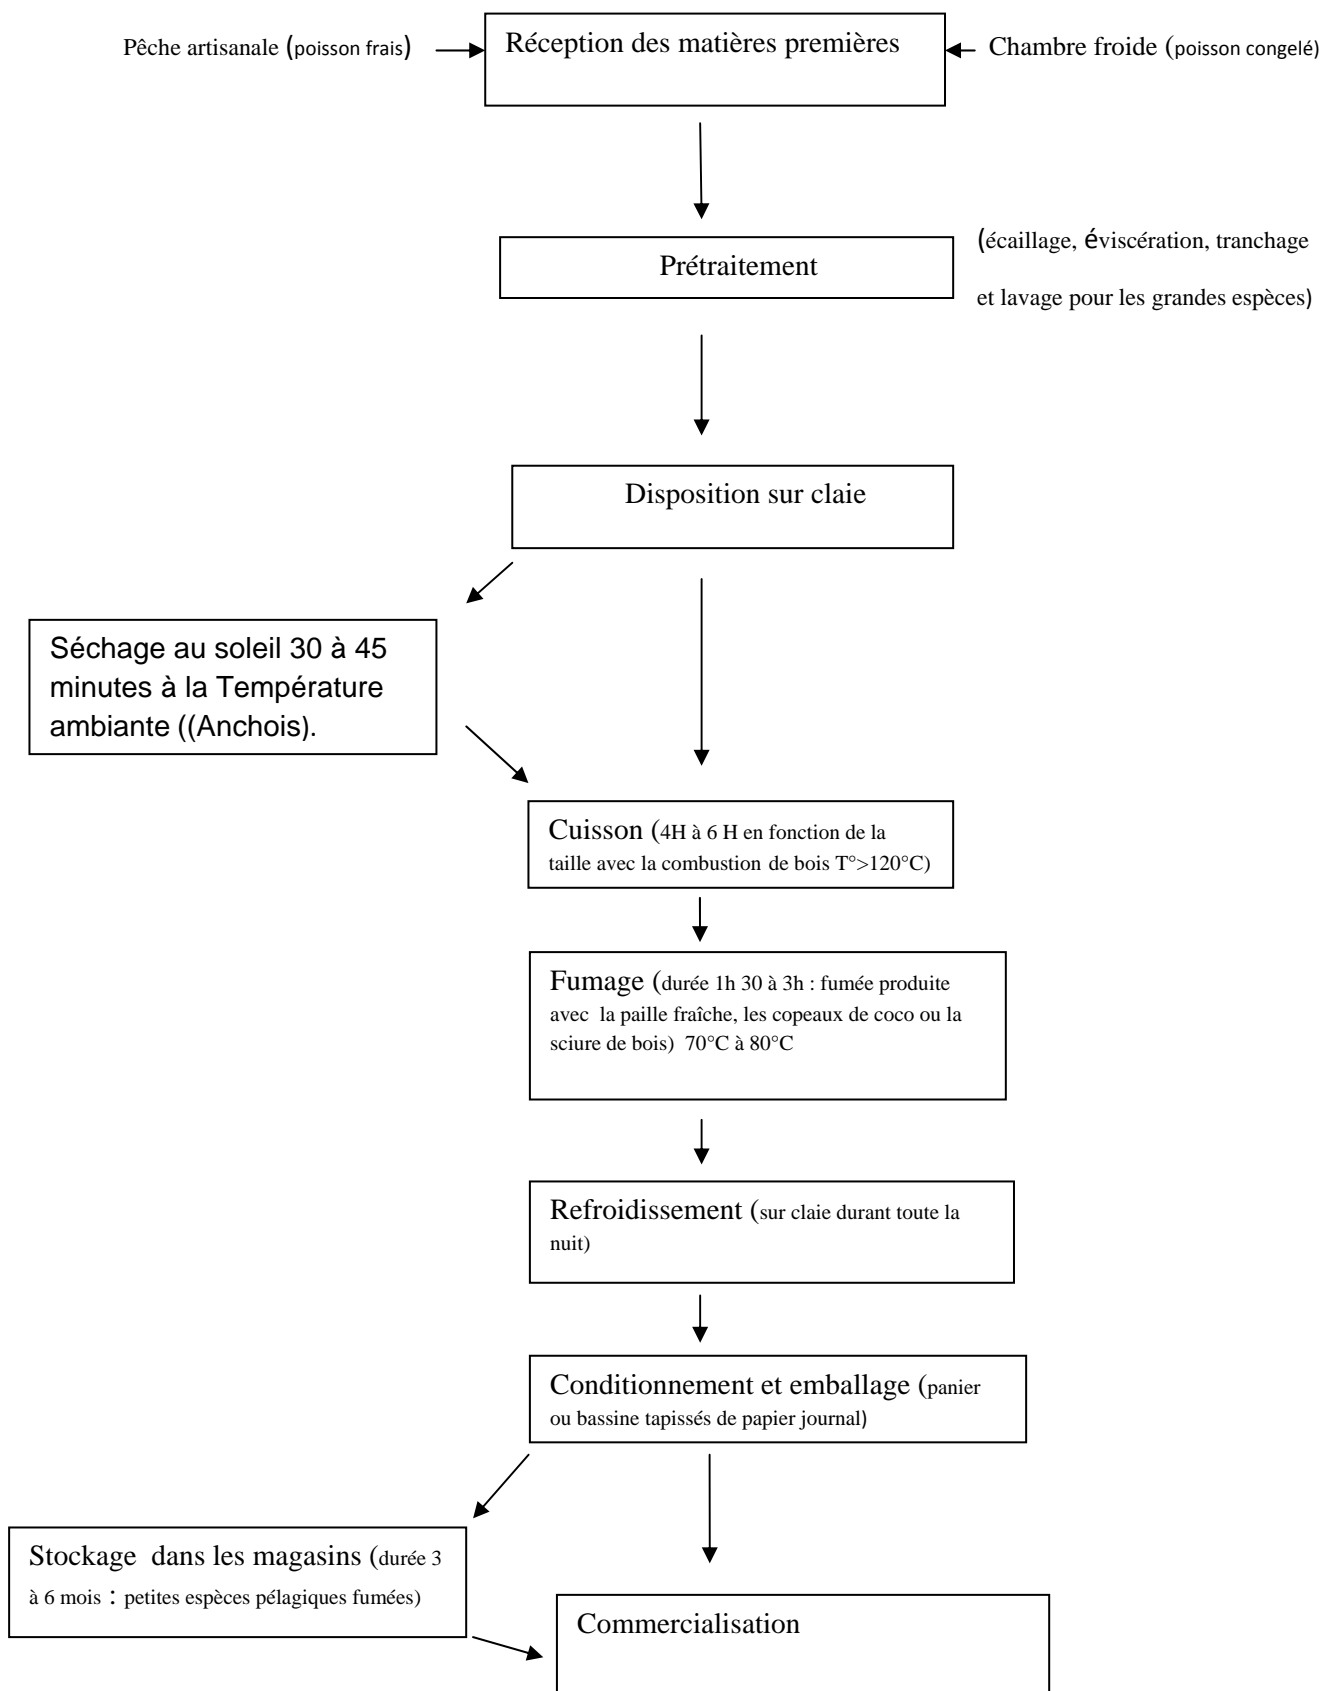 Pêche artisanale (poisson frais)
Réception des matières premières
Chambre froide (poisson congelé)
Prétraitement
(écaillage, éviscération, tranchage
et lavage pour les grandes espèces)
Disposition sur claie
Séchage au soleil 30 à 45
minutes à la Température
ambiante ((Anchois).
Cuisson (4H à 6 H en fonction de la
taille avec la combustion de bois T°>120°C)
Fumage (durée 1h 30 à 3h : fumée produite
avec la paille fraîche, les copeaux de coco ou la
sciure de bois) 70°C à 80°C
Refroidissement (sur claie durant toute la
nuit)
Conditionnement et emballage (panier
ou bassine tapissés de papier journal)
Stockage dans les magasins (durée 3
à 6 mois : petites espèces pélagiques fumées)
Commercialisation